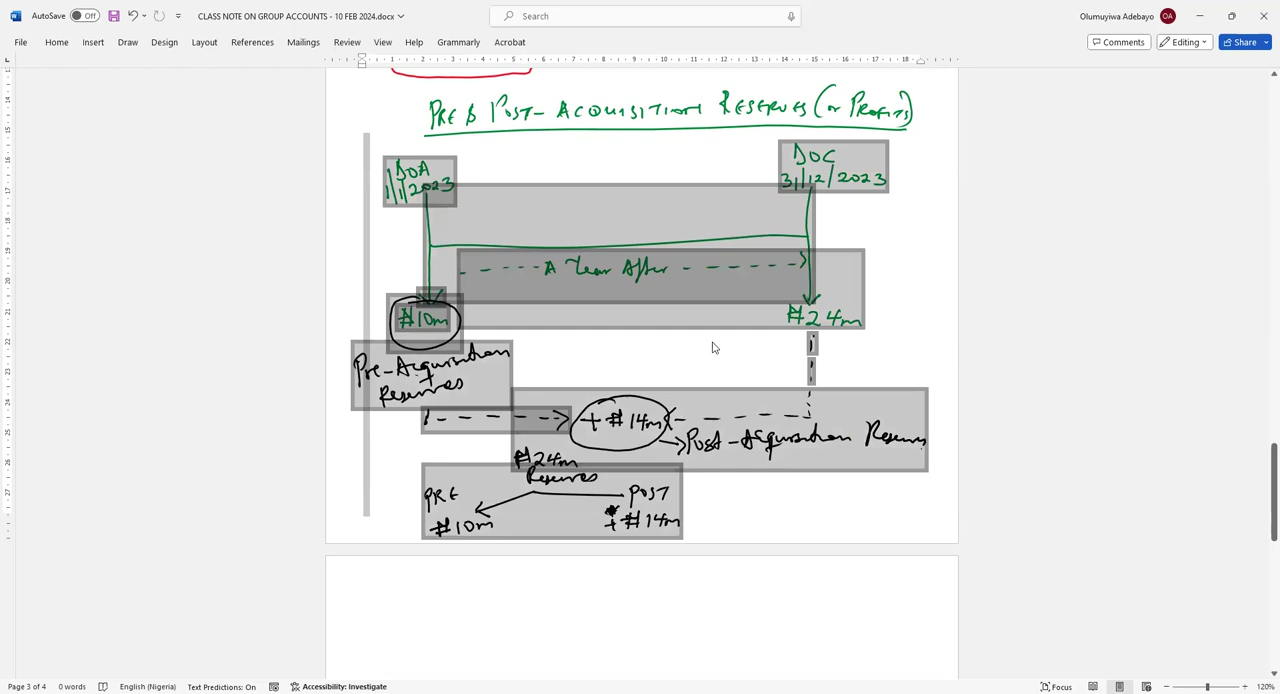 AutoSave Off CLASS NOTE ON GROUP ACCOUNTS - 10 FEB 2024.docx Search Olumuyiwa Adebayo OA
File Home Insert Draw Design Layout References Mailings Review View Help Grammarly Acrobat Comments Editing Share
PRE & POST-ACQUISITION RESERVES (or PROFITS)
DOA
1/1/2023
DOC
31/12/2023
A Year After
₦10m
₦24m
Pre-Acquisition
Reserves
+ ₦14m
Post-Acquisition Reserves
₦24m
Reserves
PRE
POST
₦10m
+ ₦14m
Page 3 of 4 0 words English (Nigeria) Text Predictions: On Accessibility: Investigate Focus 120%